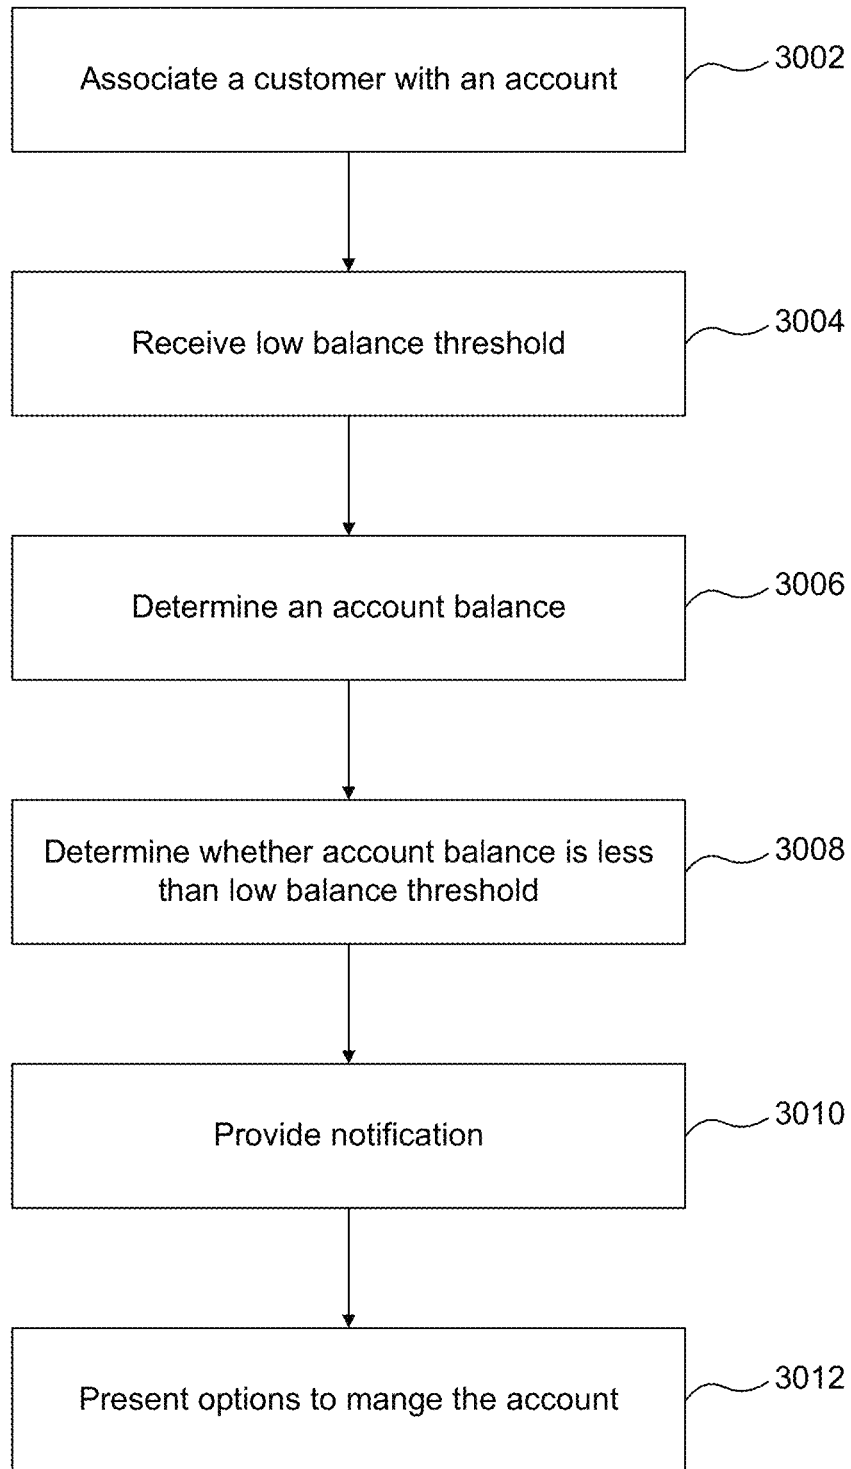 Associate a customer with an account
3002
Receive low balance threshold
3004
Determine an account balance
3006
Determine whether account balance is less
than low balance threshold
3008
Provide notification
3010
Present options to mange the account
3012